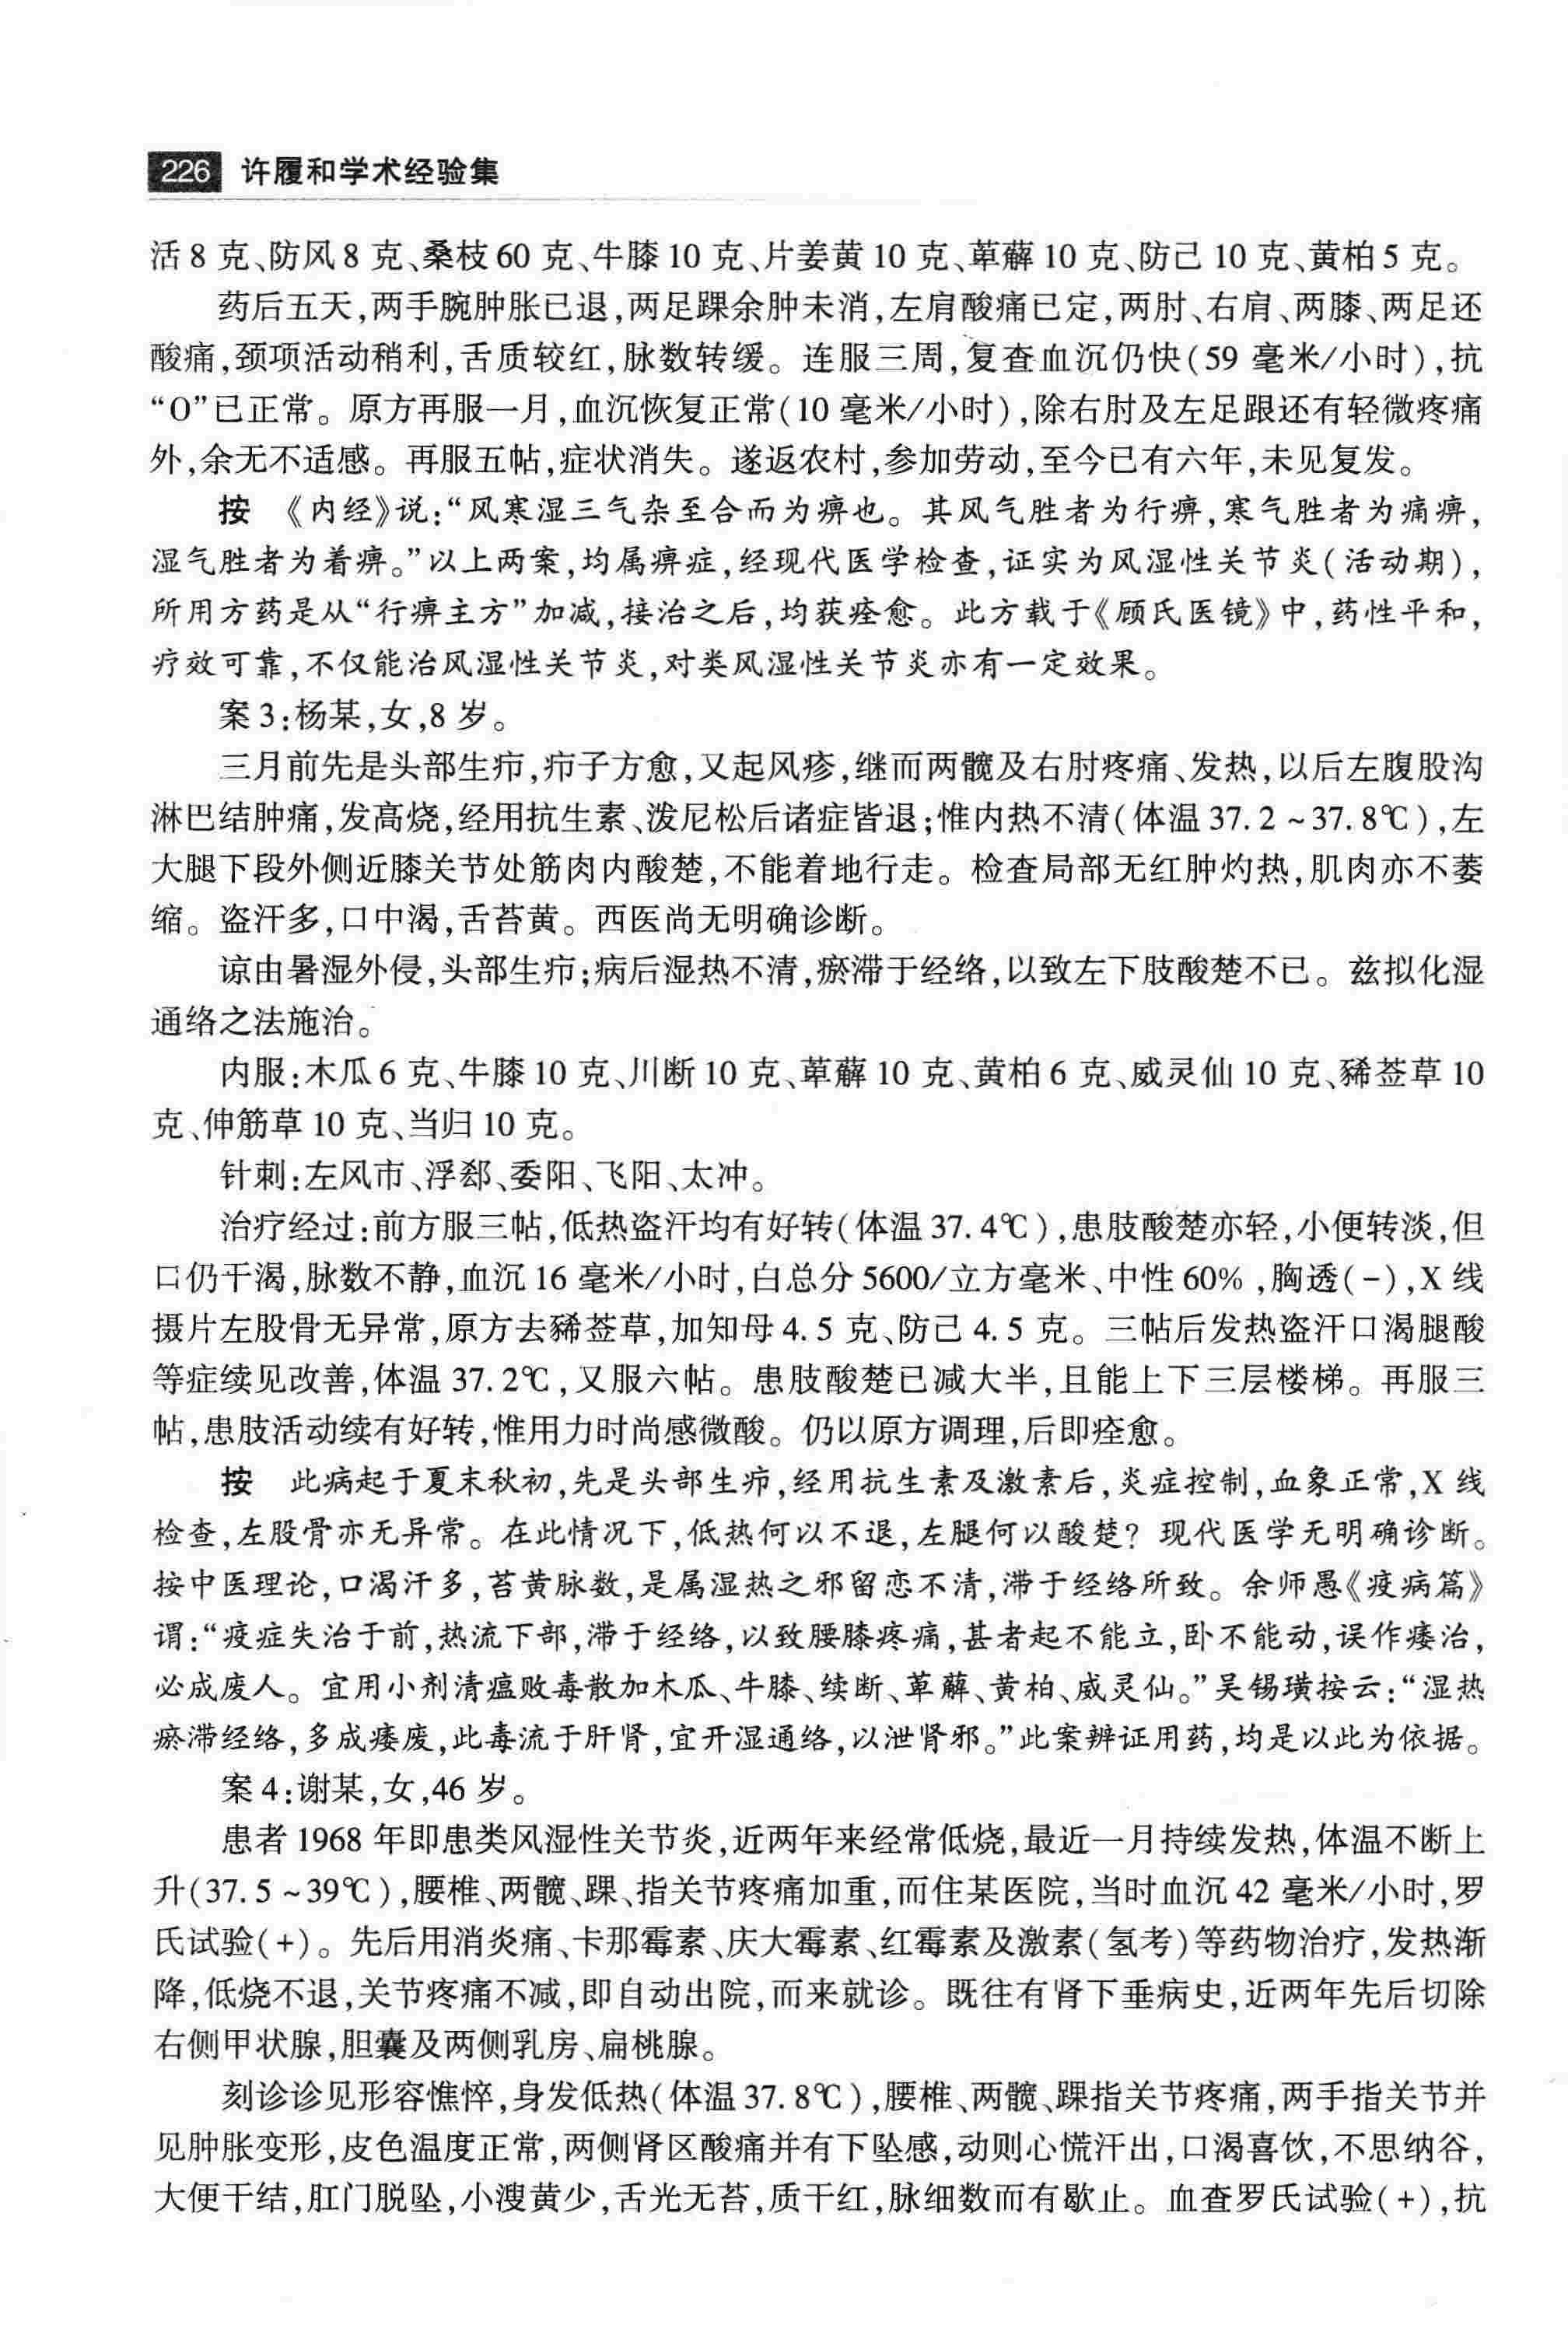 226 许履和学术经验集
活8克、防风8克、桑枝60克、牛膝10克、片姜黄10克、萆薢10克、防己10克、黄柏5克。
药后五天,两手腕肿胀已退,两足踝余肿未消,左肩酸痛已定,两肘、右肩、两膝、两足还
酸痛,颈项活动稍利,舌质较红,脉数转缓。连服三周,复查血沉仍快(59毫米/小时),抗
“O”已正常。原方再服一月,血沉恢复正常(10毫米/小时),除右肘及左足跟还有轻微疼痛
外,余无不适感。再服五帖,症状消失。遂返农村,参加劳动,至今已有六年,未见复发。
按 《内经》说:“风寒湿三气杂至合而为痹也。其风气胜者为行痹,寒气胜者为痛痹,
湿气胜者为着痹。”以上两案,均属痹症,经现代医学检查,证实为风湿性关节炎(活动期),
所用方药是从“行痹主方”加减,接治之后,均获痊愈。此方载于《顾氏医镜》中,药性平和,
疗效可靠,不仅能治风湿性关节炎,对类风湿性关节炎亦有一定效果。
案3:杨某,女,8岁。
三月前先是头部生疖,疖子方愈,又起风疹,继而两髋及右肘疼痛、发热,以后左腹股沟
淋巴结肿痛,发高烧,经用抗生素、泼尼松后诸症皆退;惟内热不清(体温37.2~37.8℃),左
大腿下段外侧近膝关节处筋肉内酸楚,不能着地行走。检查局部无红肿灼热,肌肉亦不萎
缩。盗汗多,口中渴,舌苔黄。西医尚无明确诊断。
谅由暑湿外侵,头部生疖;病后湿热不清,瘀滞于经络,以致左下肢酸楚不已。兹拟化湿
通络之法施治。
内服:木瓜6克、牛膝10克、川断10克、萆薢10克、黄柏6克、威灵仙10克、豨莶草10
克、伸筋草10克、当归10克。
针刺:左风市、浮郄、委阳、飞阳、太冲。
治疗经过:前方服三帖,低热盗汗均有好转(体温37.4℃),患肢酸楚亦轻,小便转淡,但
口仍干渴,脉数不静,血沉16毫米/小时,白总分5600/立方毫米、中性60%,胸透(-),X线
摄片左股骨无异常,原方去豨莶草,加知母4.5克、防己4.5克。三帖后发热盗汗口渴腿酸
等症续见改善,体温37.2℃,又服六帖。患肢酸楚已减大半,且能上下三层楼梯。再服三
帖,患肢活动续有好转,惟用力时尚感微酸。仍以原方调理,后即痊愈。
按 此病起于夏末秋初,先是头部生疖,经用抗生素及激素后,炎症控制,血象正常,X线
检查,左股骨亦无异常。在此情况下,低热何以不退,左腿何以酸楚?现代医学无明确诊断。
按中医理论,口渴汗多,苔黄脉数,是属湿热之邪留恋不清,滞于经络所致。余师愚《疫病篇》
谓:“疫症失治于前,热流下部,滞于经络,以致腰膝疼痛,甚者起不能立,卧不能动,误作痿治,
必成废人。宜用小剂清瘟败毒散加木瓜、牛膝、续断、萆薢、黄柏、威灵仙。”吴锡璜按云:“湿热
瘀滞经络,多成痿废,此毒流于肝肾,宜开湿通络,以泄肾邪。”此案辨证用药,均是以此为依据。
案4:谢某,女,46岁。
患者1968年即患类风湿性关节炎,近两年来经常低烧,最近一月持续发热,体温不断上
升(37.5~39℃),腰椎、两髋、踝、指关节疼痛加重,而住某医院,当时血沉42毫米/小时,罗
氏试验(+)。先后用消炎痛、卡那霉素、庆大霉素、红霉素及激素(氢考)等药物治疗,发热渐
降,低烧不退,关节疼痛不减,即自动出院,而来就诊。既往有肾下垂病史,近两年先后切除
右侧甲状腺,胆囊及两侧乳房、扁桃腺。
刻诊诊见形容憔悴,身发低热(体温37.8℃),腰椎、两髋、踝指关节疼痛,两手指关节并
见肿胀变形,皮色温度正常,两侧肾区酸痛并有下坠感,动则心慌汗出,口渴喜饮,不思纳谷,
大便干结,肛门脱坠,小溲黄少,舌光无苔,质干红,脉细数而有歇止。血查罗氏试验(+),抗